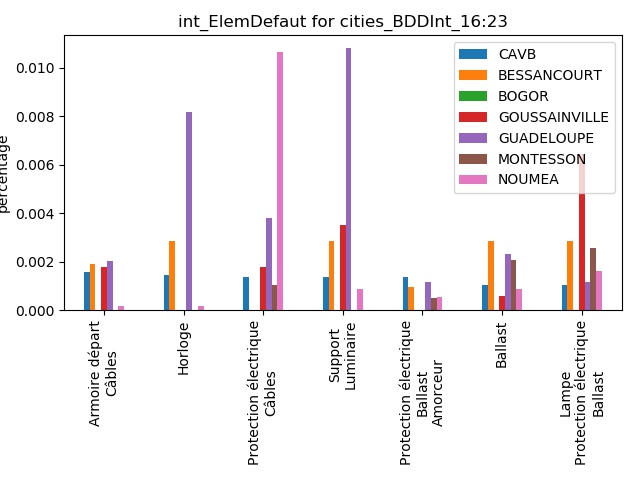 int_ElemDefaut for cities_BDDInt_16:23
percentage
0.010
0.008
0.006
0.004
0.002
0.000
CAVB
BESSANCOURT
BOGOR
GOUSSAINVILLE
GUADELOUPE
MONTESSON
NOUMEA
Armoire départ
Câbles
Horloge
Protection électrique
Câbles
Support
Luminaire
Protection électrique
Ballast
Amorceur
Ballast
Lampe
Protection électrique
Ballast